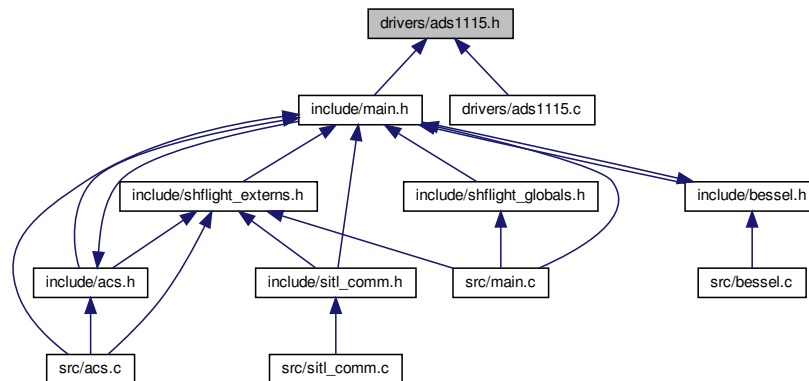 drivers/ads1115.h
include/main.h
drivers/ads1115.c
include/shflight_externs.h
include/shflight_globals.h
include/bessel.h
include/acs.h
include/sitl_comm.h
src/main.c
src/bessel.c
src/acs.c
src/sitl_comm.c